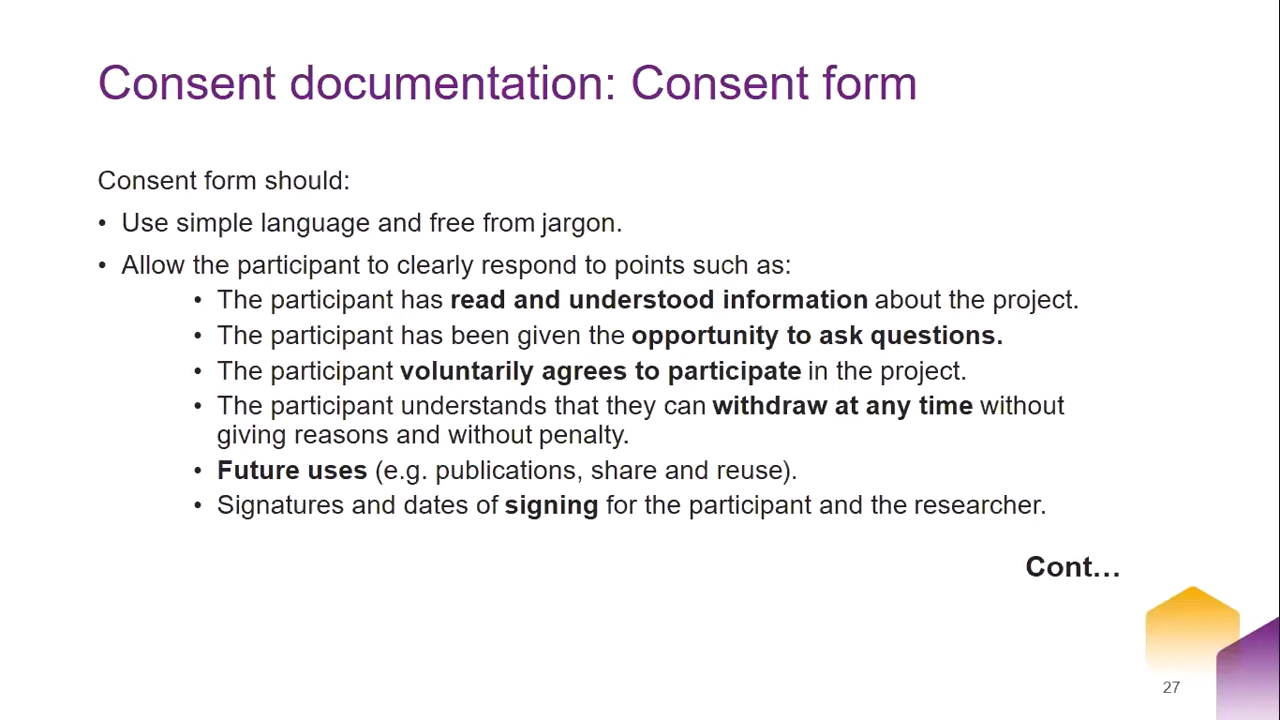 Consent documentation: Consent form
Consent form should:
• Use simple language and free from jargon.
• Allow the participant to clearly respond to points such as:
• The participant has read and understood information about the project.
• The participant has been given the opportunity to ask questions.
• The participant voluntarily agrees to participate in the project.
• The participant understands that they can withdraw at any time without
giving reasons and without penalty.
• Future uses (e.g. publications, share and reuse).
• Signatures and dates of signing for the participant and the researcher.
Cont…
27